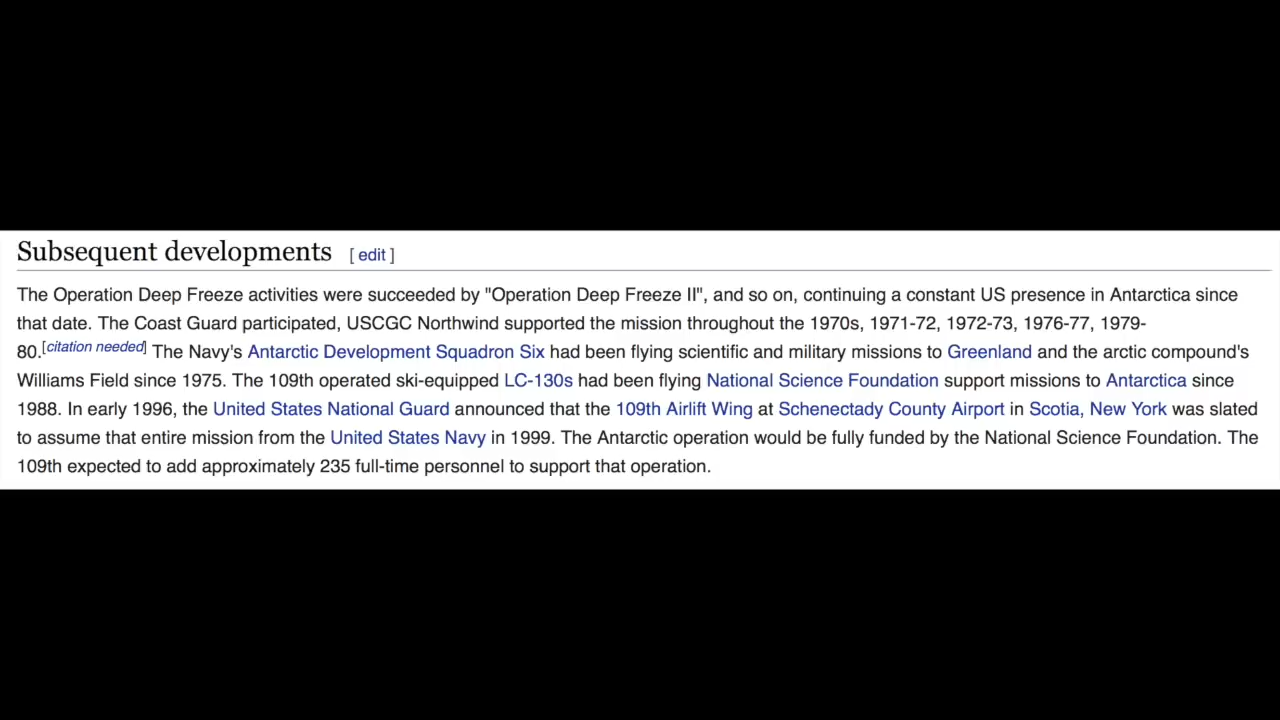 Subsequent developments [ edit ]
The Operation Deep Freeze activities were succeeded by "Operation Deep Freeze II", and so on, continuing a constant US presence in Antarctica since
that date. The Coast Guard participated, USCGC Northwind supported the mission throughout the 1970s, 1971-72, 1972-73, 1976-77, 1979-
80.[citation needed] The Navy's Antarctic Development Squadron Six had been flying scientific and military missions to Greenland and the arctic compound's
Williams Field since 1975. The 109th operated ski-equipped LC-130s had been flying National Science Foundation support missions to Antarctica since
1988. In early 1996, the United States National Guard announced that the 109th Airlift Wing at Schenectady County Airport in Scotia, New York was slated
to assume that entire mission from the United States Navy in 1999. The Antarctic operation would be fully funded by the National Science Foundation. The
109th expected to add approximately 235 full-time personnel to support that operation.